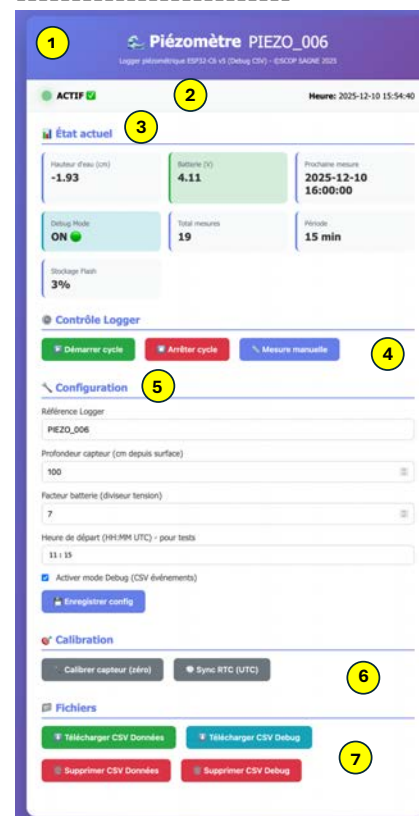 1
Piézomètre PIEZO_006
Logger piézométrique ESP32-C6 v5 (Debug CSV) - ©SCOP SAGNE 2025
ACTIF
2
Heure: 2025-12-10 15:54:40
État actuel
3
Hauteur d'eau (cm)
-1.93
Batterie (V)
4.11
Prochaine mesure
2025-12-10
16:00:00
Debug Mode
ON
Total mesures
19
Période
15 min
Stockage Flash
3%
Contrôle Logger
Démarrer cycle
Arrêter cycle
Mesure manuelle
4
Configuration
5
Référence Logger
PIEZO_006
Profondeur capteur (cm depuis surface)
100
Facteur batterie (diviseur tension)
7
Heure de départ (HH:MM UTC) - pour tests
11:15
Activer mode Debug (CSV événements)
Enregistrer config
Calibration
Calibrer capteur (zéro)
Sync RTC (UTC)
6
Fichiers
Télécharger CSV Données
Télécharger CSV Debug
7
Supprimer CSV Données
Supprimer CSV Debug